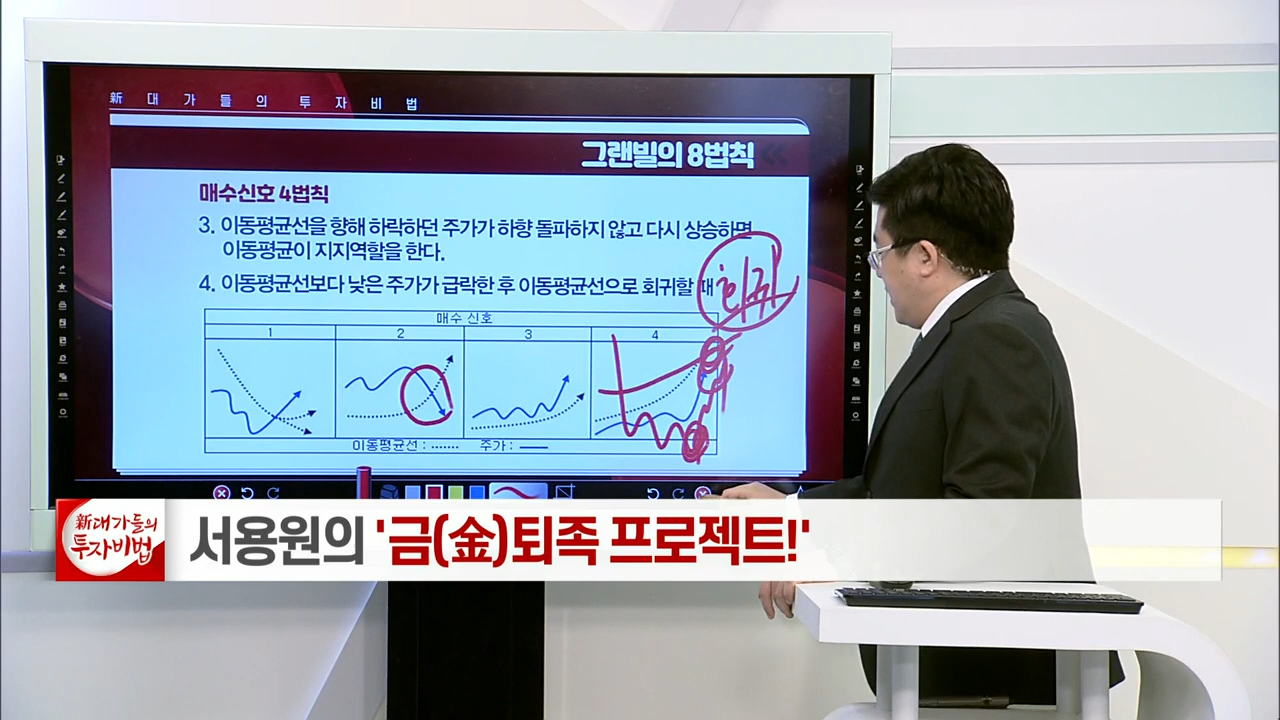 新 대 가 들 의 투 자 비 법
그랜빌의 8법칙
매수신호 4법칙
3. 이동평균선을 향해 하락하던 주가가 하향 돌파하지 않고 다시 상승하면
이동평균이 지지역할을 한다.
4. 이동평균선보다 낮은 주가가 급락한 후 이동평균선으로 회귀할 때
회귀
매수 신호
1 2 3 4
이동평균선 : ······ 주가 : ──
新대가들의
투자비법
서용원의 '금(金)퇴족 프로젝트!'